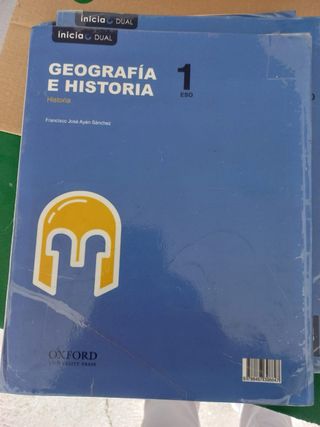 inicia DUAL
inicia DUAL
GEOGRAFÍA
E HISTORIA
1
ESO
Historia
Francisco José Ayén Sánchez
OXFORD
UNIVERSITY PRESS